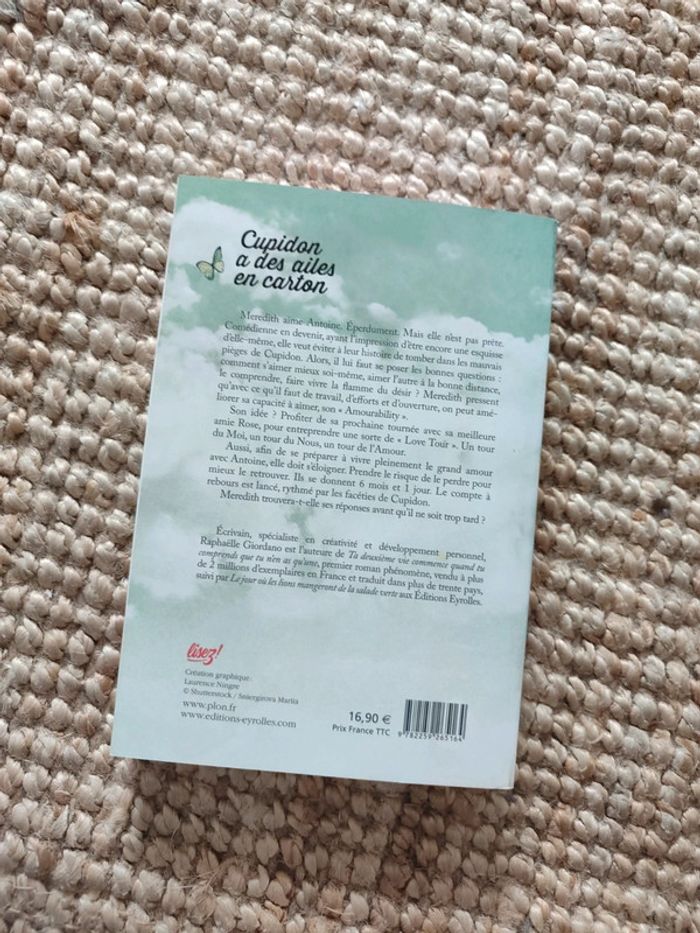 Cupidon
a des ailes
en carton
Meredith aime Antoine. Éperdument. Mais elle n'est pas prête.
Comédienne en devenir, ayant l'impression d'être encore une esquisse
d'elle-même, elle veut éviter à leur histoire de tomber dans les mauvais
pièges de Cupidon. Alors, il lui faut se poser les bonnes questions :
comment s'aimer mieux soi-même, aimer l'autre à la bonne distance,
le comprendre, faire vivre la flamme du désir ? Meredith pressent
qu'avec ce qu'il faut de travail, d'efforts et d'ouverture, on peut amé-
liorer sa capacité à aimer, son « Amourability ».
Son idée ? Profiter de sa prochaine tournée avec sa meilleure
amie Rose, pour entreprendre une sorte de « Love Tour ». Un tour
du Moi, un tour du Nous, un tour de l'Amour.
Aussi, afin de se préparer à vivre pleinement le grand amour
avec Antoine, elle doit s'éloigner. Prendre le risque de le perdre pour
mieux le retrouver. Ils se donnent 6 mois et 1 jour. Le compte à
rebours est lancé, rythmé par les facéties de Cupidon.
Meredith trouvera-t-elle ses réponses avant qu'il ne soit trop tard ?
Écrivain, spécialiste en créativité et développement personnel,
Raphaëlle Giordano est l'auteure de Ta deuxième vie commence quand tu
comprends que tu n'en as qu'une, premier roman phénomène, vendu à plus
de 2 millions d'exemplaires en France et traduit dans plus de trente pays,
suivi par Le jour où les lions mangeront de la salade verte aux Éditions Eyrolles.
lisez!
Création graphique :
Laurence Ningre
© Shutterstock / Sniergirova Mariia
www.plon.fr
www.editions-eyrolles.com
16,90 €
Prix France TTC
9 782259 265164